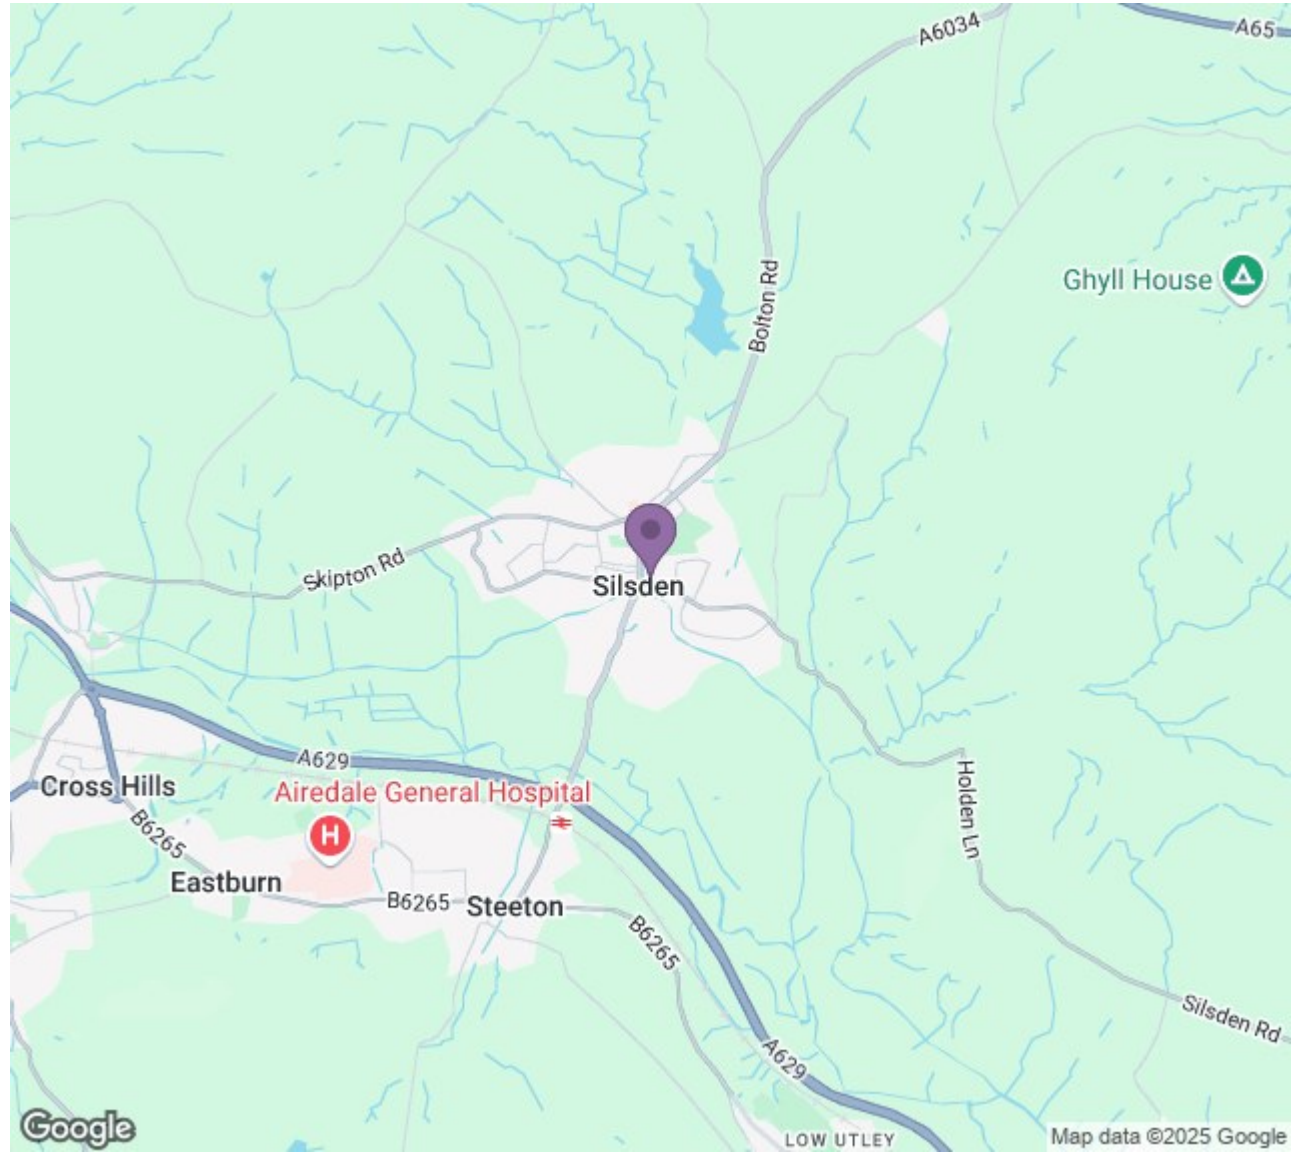 A6034
A65
Bolton Rd
Ghyll House
Skipton Rd
Silsden
A629
Cross Hills
Airedale General Hospital
H
B6265
Eastburn
B6265
Steeton
B6265
Holden Ln
Silsden Rd
A629
LOW UTLEY
Google
Map data ©2025 Google